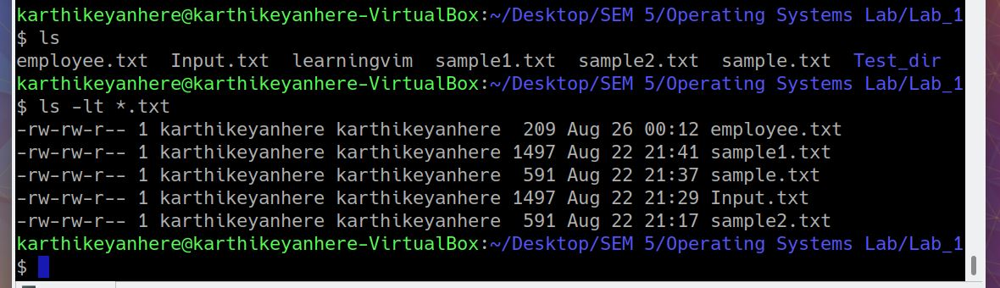 karthikeyanhere@karthikeyanhere-VirtualBox:~/Desktop/SEM 5/Operating Systems Lab/Lab_1
$ ls
employee.txt  Input.txt  learningvim  sample1.txt  sample2.txt  sample.txt  Test_dir
karthikeyanhere@karthikeyanhere-VirtualBox:~/Desktop/SEM 5/Operating Systems Lab/Lab_1
$ ls -lt *.txt
-rw-rw-r-- 1 karthikeyanhere karthikeyanhere  209 Aug 26 00:12 employee.txt
-rw-rw-r-- 1 karthikeyanhere karthikeyanhere 1497 Aug 22 21:41 sample1.txt
-rw-rw-r-- 1 karthikeyanhere karthikeyanhere  591 Aug 22 21:37 sample.txt
-rw-rw-r-- 1 karthikeyanhere karthikeyanhere 1497 Aug 22 21:29 Input.txt
-rw-rw-r-- 1 karthikeyanhere karthikeyanhere  591 Aug 22 21:17 sample2.txt
karthikeyanhere@karthikeyanhere-VirtualBox:~/Desktop/SEM 5/Operating Systems Lab/Lab_1
$